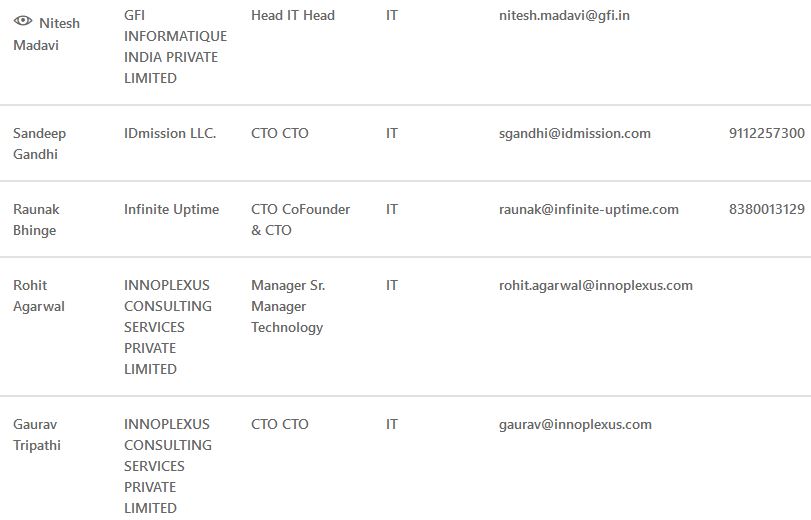 Nitesh Madavi GFI INFORMATIQUE INDIA PRIVATE LIMITED Head IT Head IT nitesh.madavi@gfi.in
Sandeep Gandhi IDmission LLC. CTO CTO IT sgandhi@idmission.com 9112257300
Raunak Bhinge Infinite Uptime CTO CoFounder & CTO IT raunak@infinite-uptime.com 8380013129
Rohit Agarwal INNOPLEXUS CONSULTING SERVICES PRIVATE LIMITED Manager Sr. Manager Technology IT rohit.agarwal@innoplexus.com
Gaurav Tripathi INNOPLEXUS CONSULTING SERVICES PRIVATE LIMITED CTO CTO IT gaurav@innoplexus.com